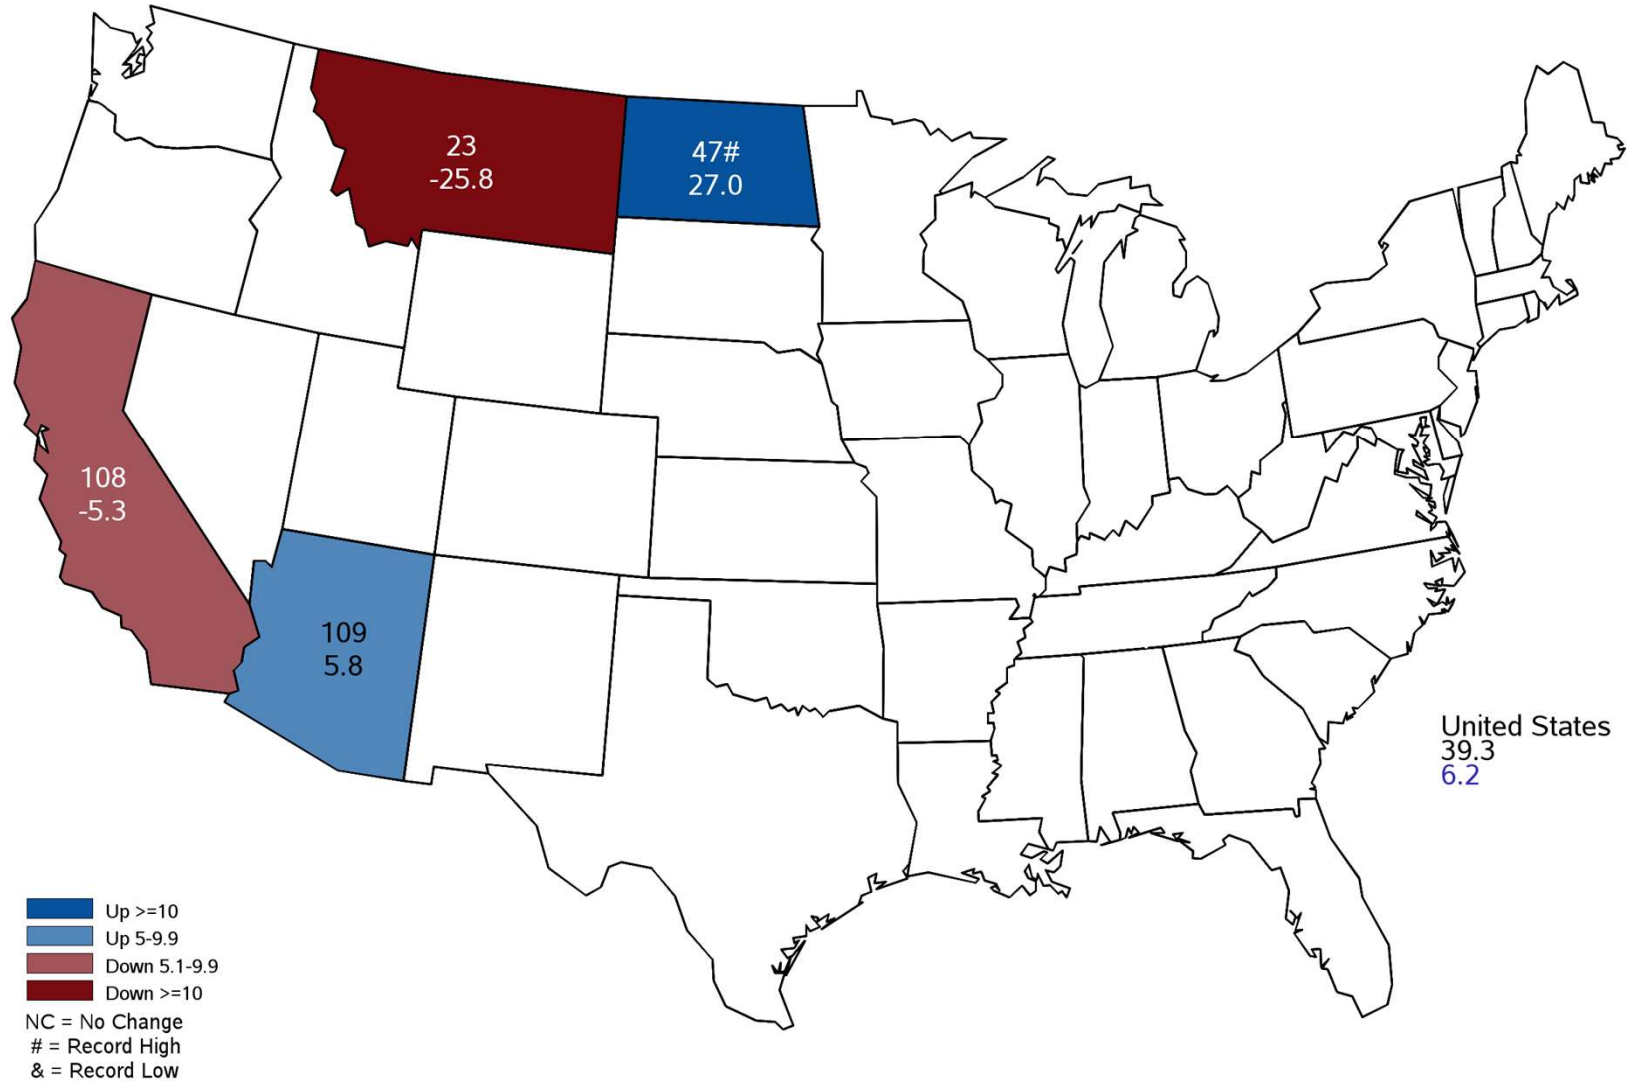 23
-25.8
47#
27.0
108
-5.3
109
5.8
United States
39.3
6.2
Up >=10
Up 5-9.9
Down 5.1-9.9
Down >=10
NC = No Change
# = Record High
& = Record Low